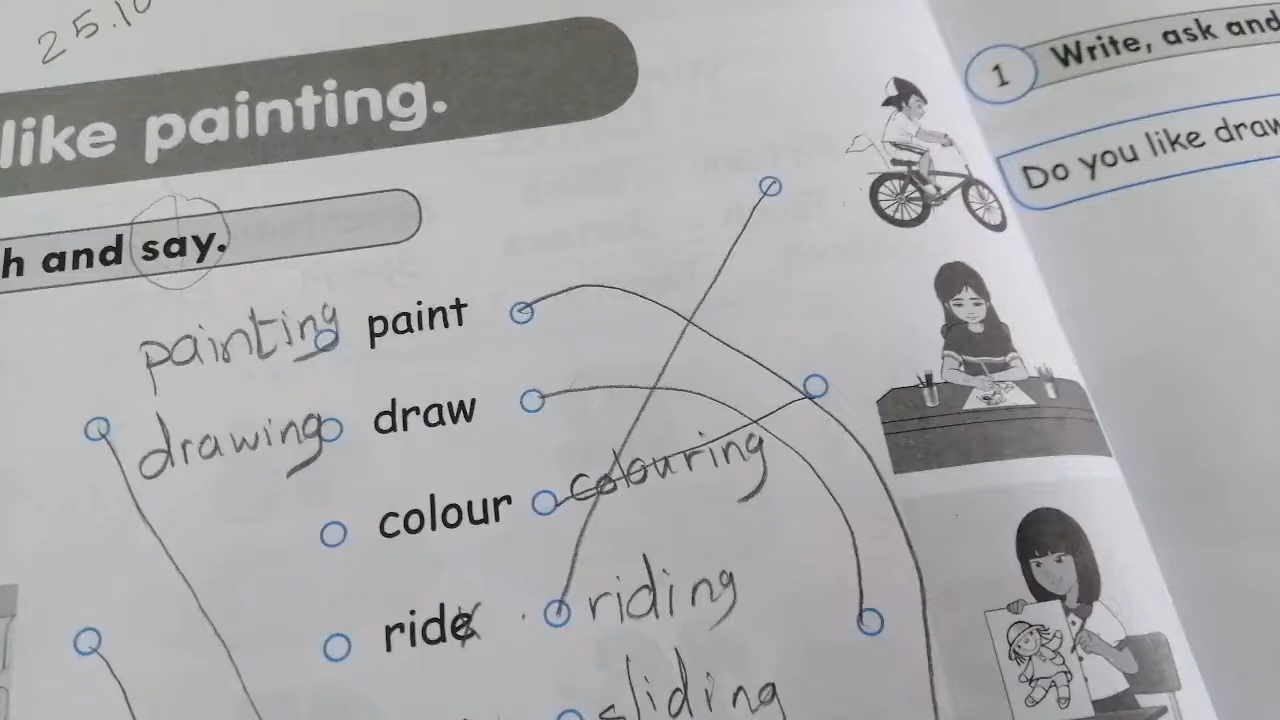 25.10
like painting.
h and say.
painting paint
drawing draw
colour colouring
ride riding
sliding
1 Write, ask and
Do you like draw